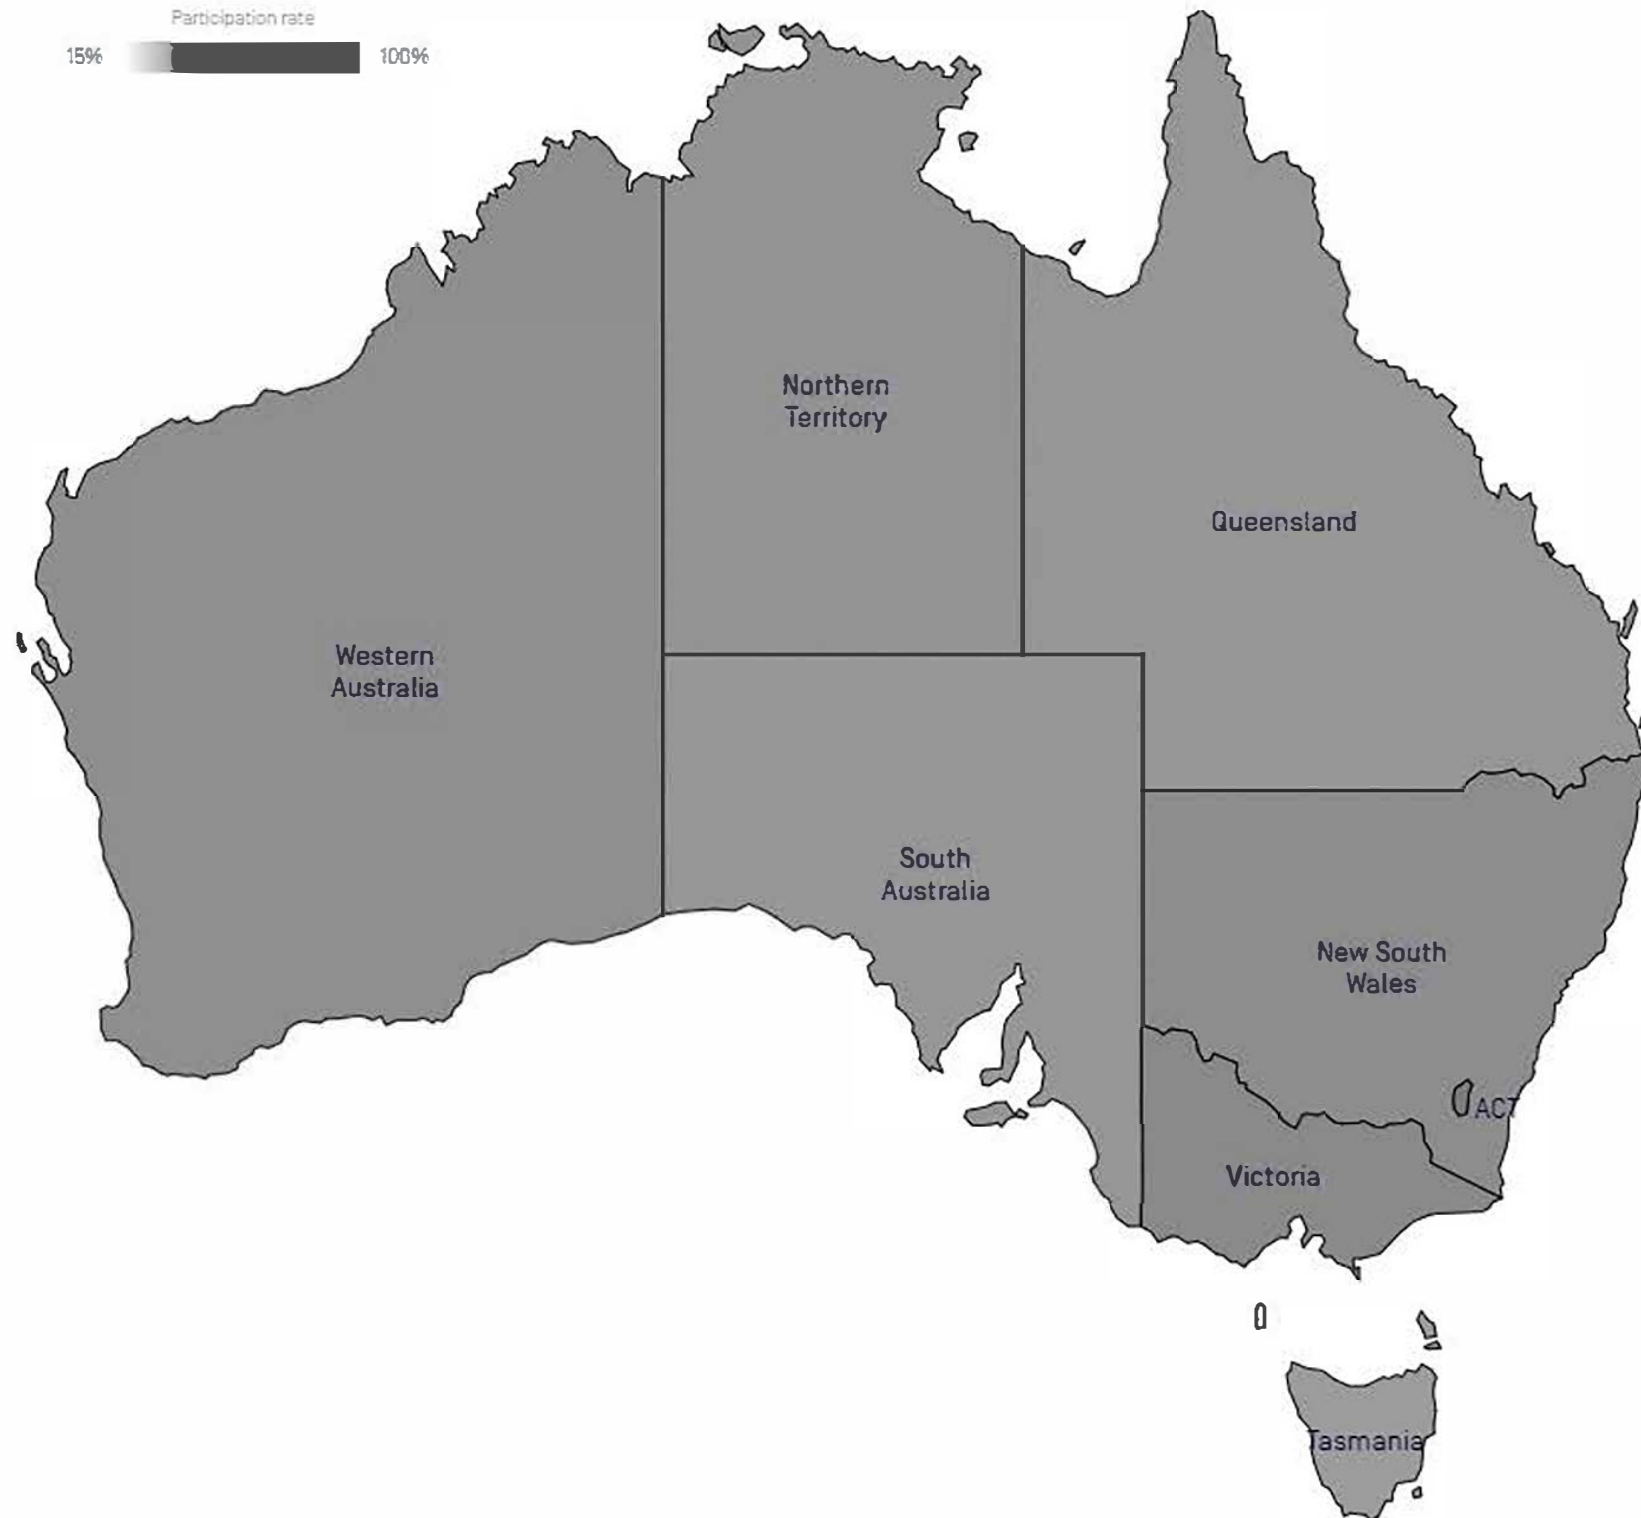 Participation rate
15% 100%
Northern
Territory
Queensland
Western
Australia
South
Australia
New South
Wales
ACT
Victoria
Tasmania